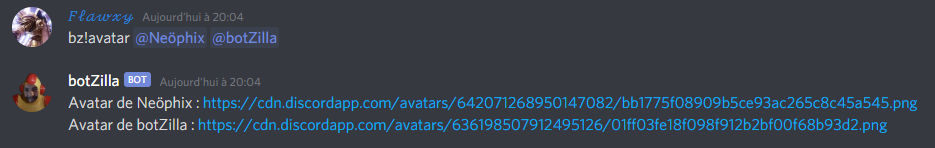 Flawxy Aujourd'hui à 20:04
bz!avatar @Neöphix @botZilla
botZilla BOT Aujourd'hui à 20:04
Avatar de Neöphix : https://cdn.discordapp.com/avatars/642071268950147082/bb1775f08909b5ce93ac265c8c45a545.png
Avatar de botZilla : https://cdn.discordapp.com/avatars/636198507912495126/01ff03fe18f098f912b2bf00f68b93d2.png